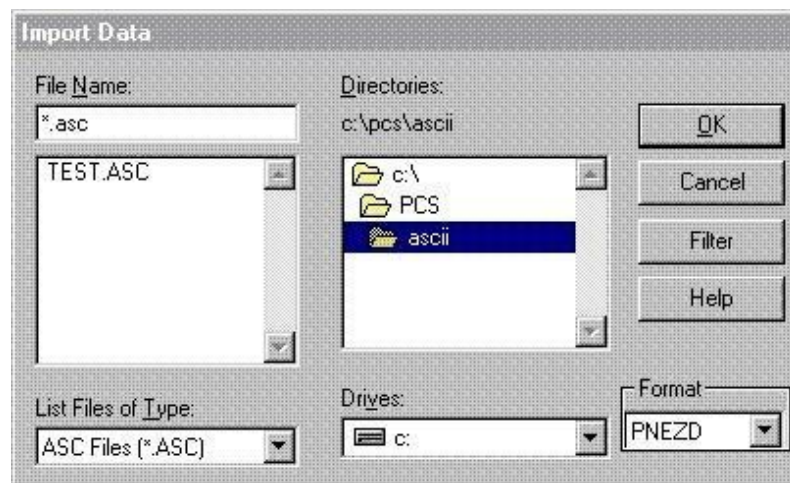 Import Data
File Name:
*.asc
TEST.ASC
List Files of Type:
ASC Files (*.ASC)
Directories:
c:\pcs\ascii
c:\
PCS
ascii
Drives:
c:
OK
Cancel
Filter
Help
Format
PNEZD